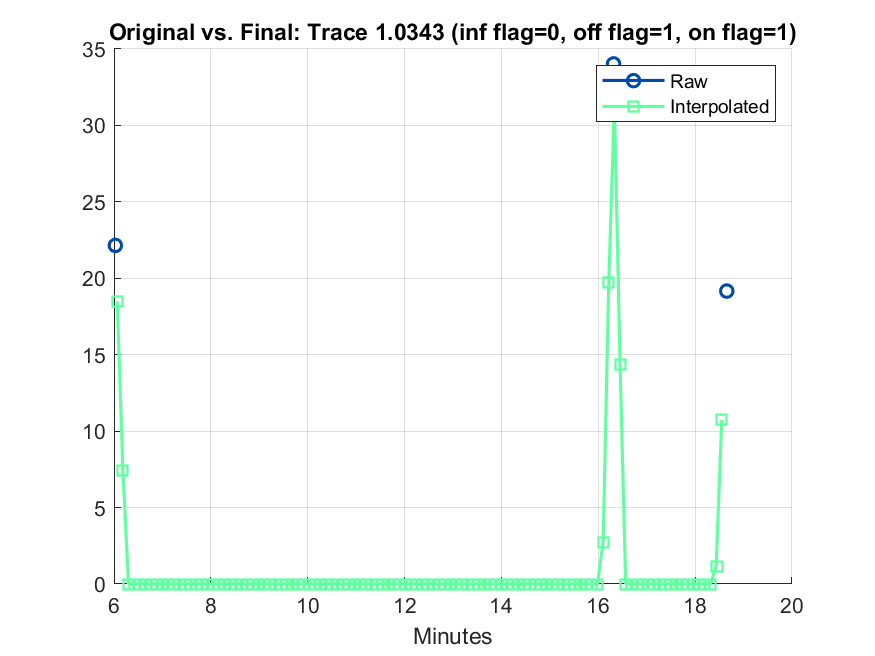 Original vs. Final: Trace 1.0343 (inf flag=0, off flag=1, on flag=1)
35
Raw
Interpolated
30
25
20
15
10
5
0
6 8 10 12 14 16 18 20
Minutes